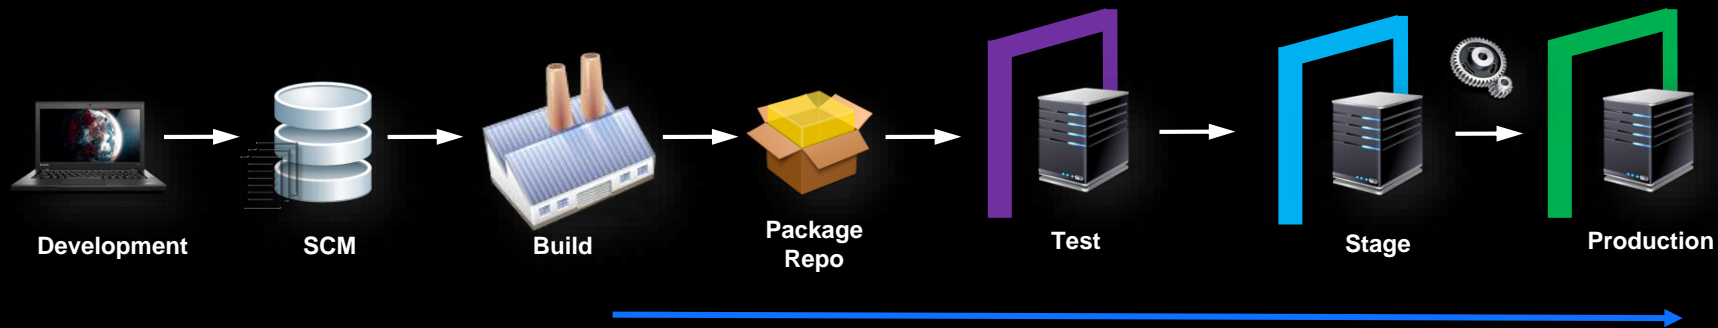 Development
SCM
Build
Package
Repo
Test
Stage
Production